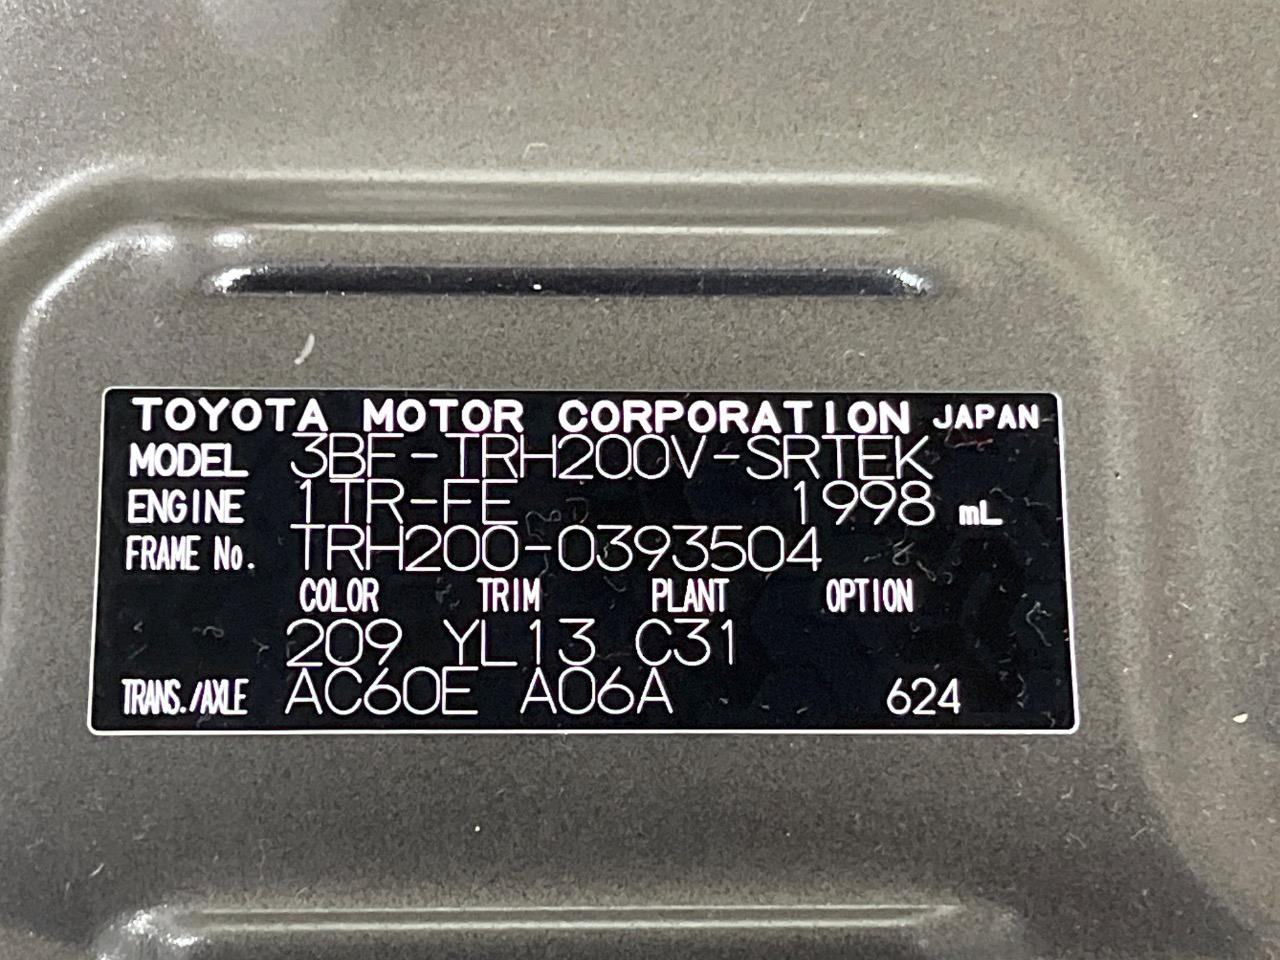 TOYOTA MOTOR CORPORATION JAPAN
MODEL 3BF-TRH200V-SRTEK
ENGINE 1TR-FE 1998 mL
FRAME No. TRH200-0393504
COLOR TRIM PLANT OPTION
209 YL13 C31
TRANS./AXLE AC60E A06A 624